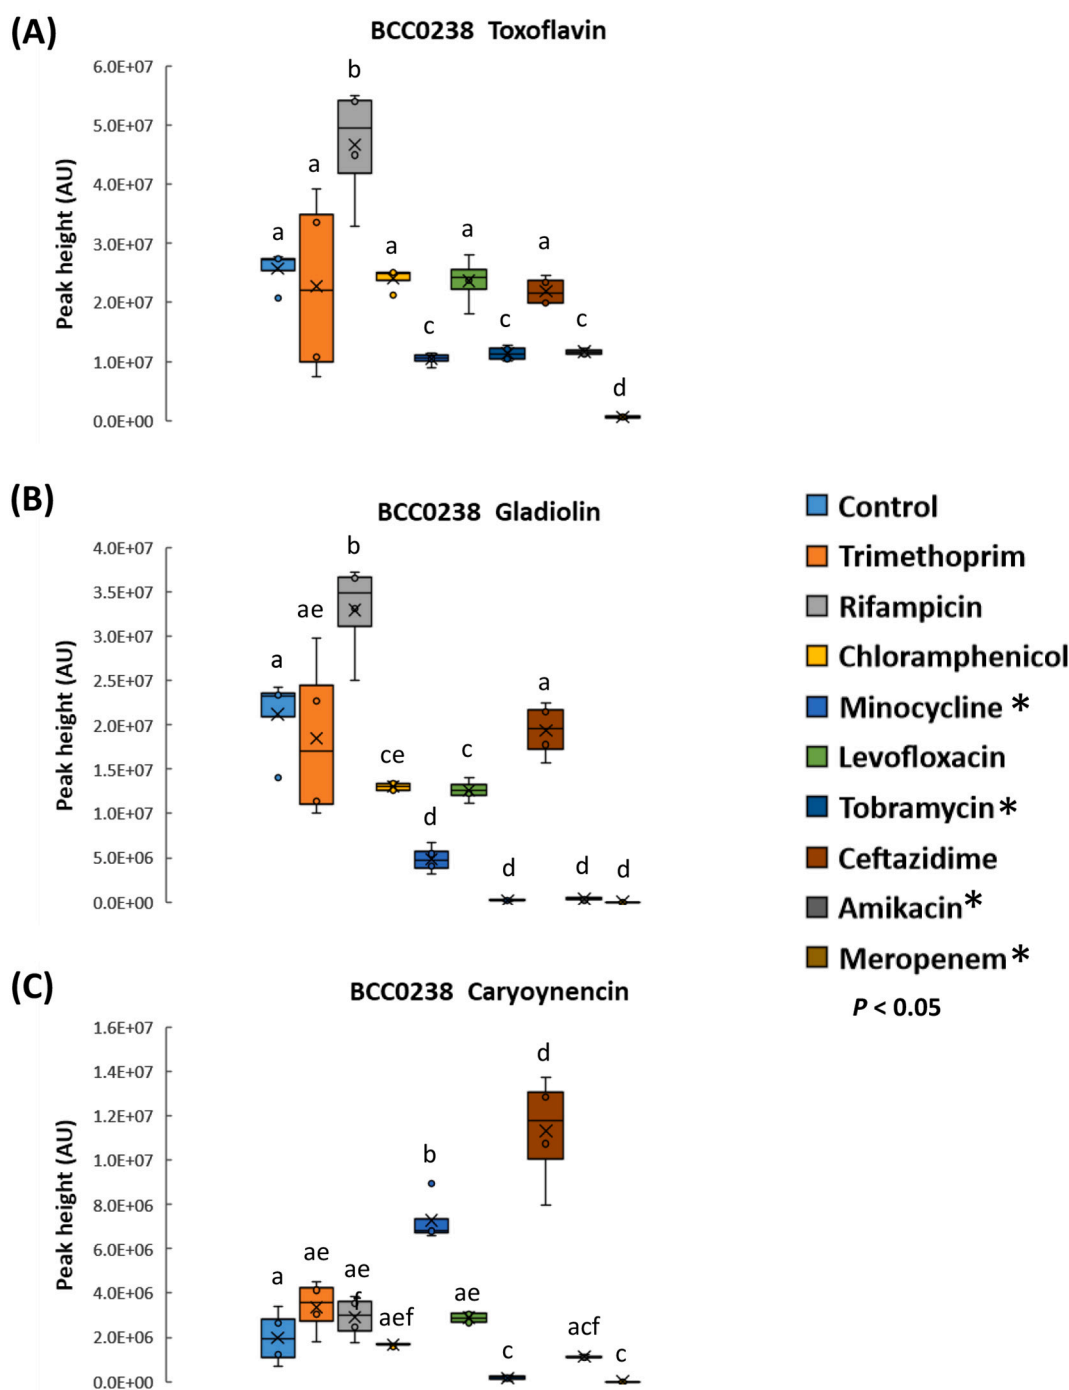 (A)
BCC0238 Toxoflavin
Peak height (AU)
6.0E+07
5.0E+07
4.0E+07
3.0E+07
2.0E+07
1.0E+07
0.0E+00
a
a
b
a
c
a
c
a
c
d
(B)
BCC0238 Gladiolin
Peak height (AU)
4.0E+07
3.5E+07
3.0E+07
2.5E+07
2.0E+07
1.5E+07
1.0E+07
5.0E+06
0.0E+00
a
ae
b
ce
d
c
d
a
d
d
Control
Trimethoprim
Rifampicin
Chloramphenicol
Minocycline *
Levofloxacin
Tobramycin *
Ceftazidime
Amikacin *
Meropenem *
P < 0.05
(C)
BCC0238 Caryoynencin
Peak height (AU)
1.6E+07
1.4E+07
1.2E+07
1.0E+07
8.0E+06
6.0E+06
4.0E+06
2.0E+06
0.0E+00
a
ae
ae
f
aef
b
ae
c
d
acf
c